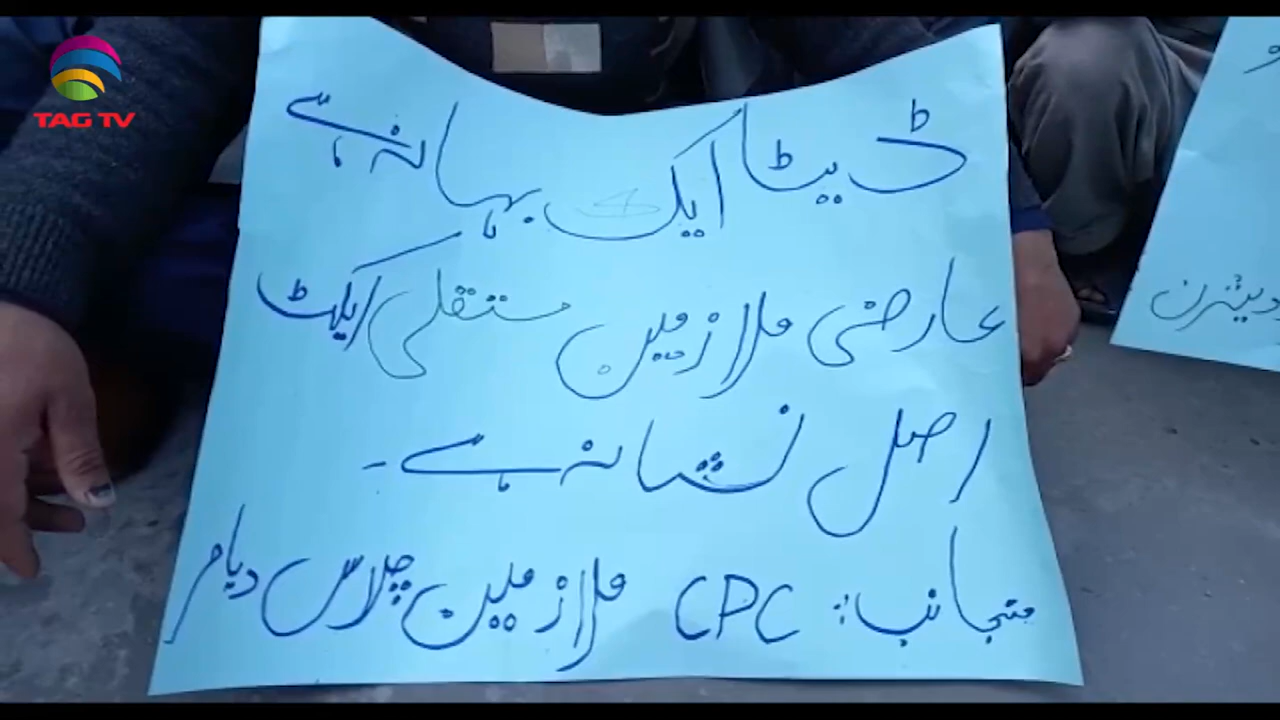 TAG TV
ڈیٹا ایک بہانہ ہے
عارضی ملازمین مستقلی ایکٹ
اصل نشانہ ہے۔
منجانب: CPC ملازمین چلاس دیامر